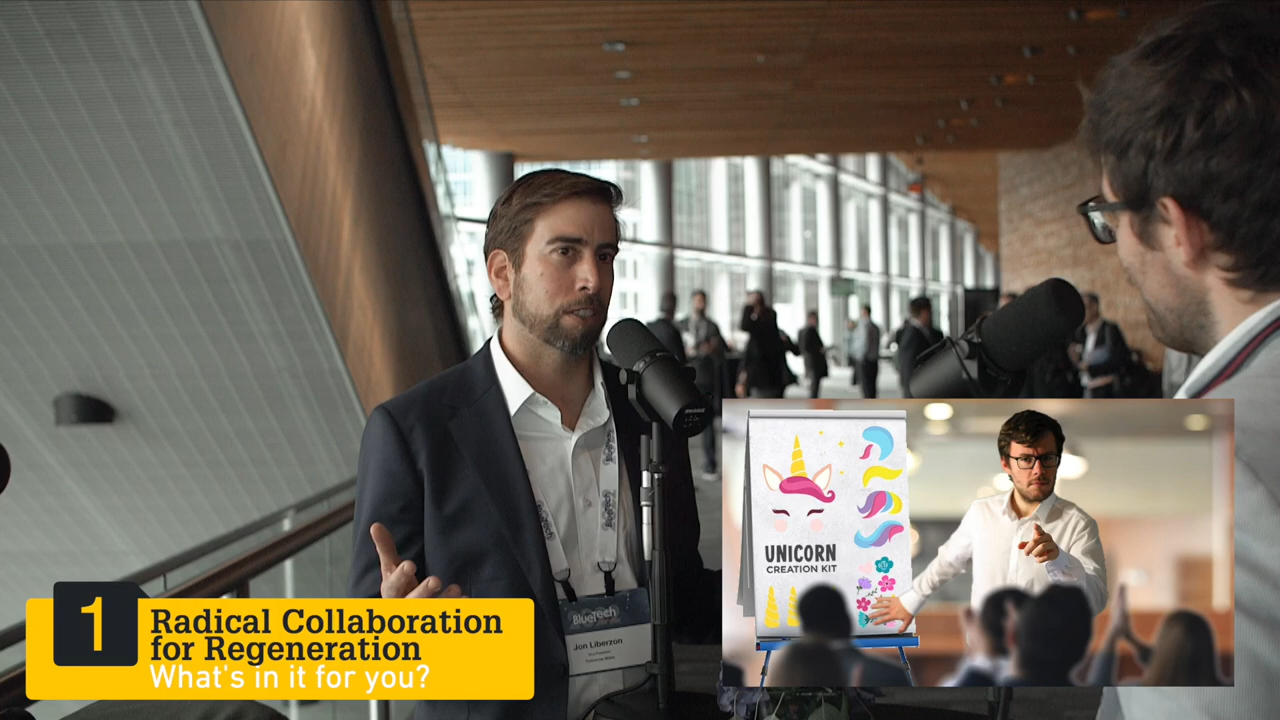 1
Radical Collaboration
for Regeneration
What's in it for you?
BlueTech
Jon Liberzon
UNICORN
CREATION KIT